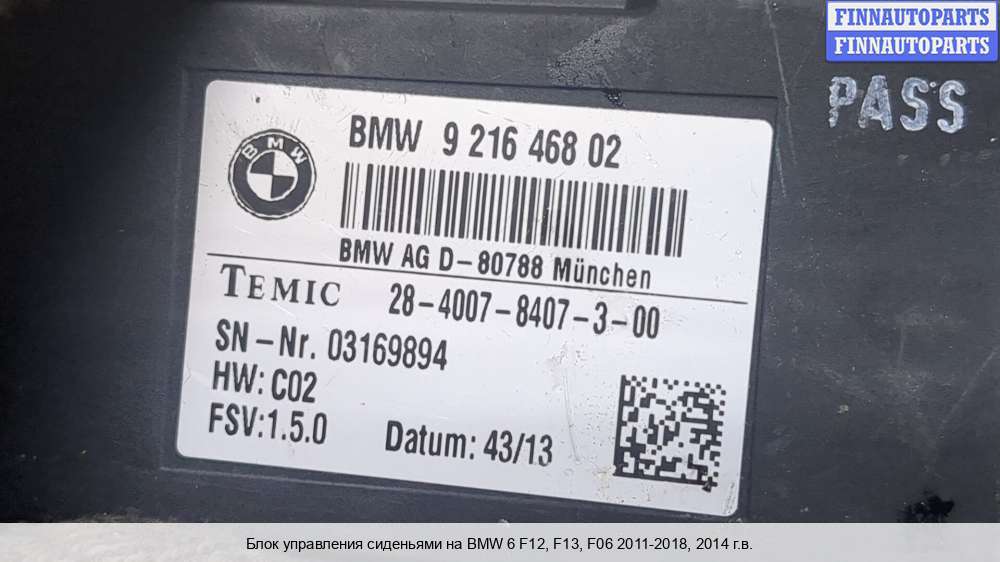 FINNAUTOPARTS
FINNAUTOPARTS
PASS
BMW
BMW 9 216 468 02
BMW AG D-80788 München
TEMIC 28-4007-8407-3-00
SN-Nr. 03169894
HW: C02
FSV:1.5.0
Datum: 43/13
Блок управления сиденьями на BMW 6 F12, F13, F06 2011-2018, 2014 г.в.